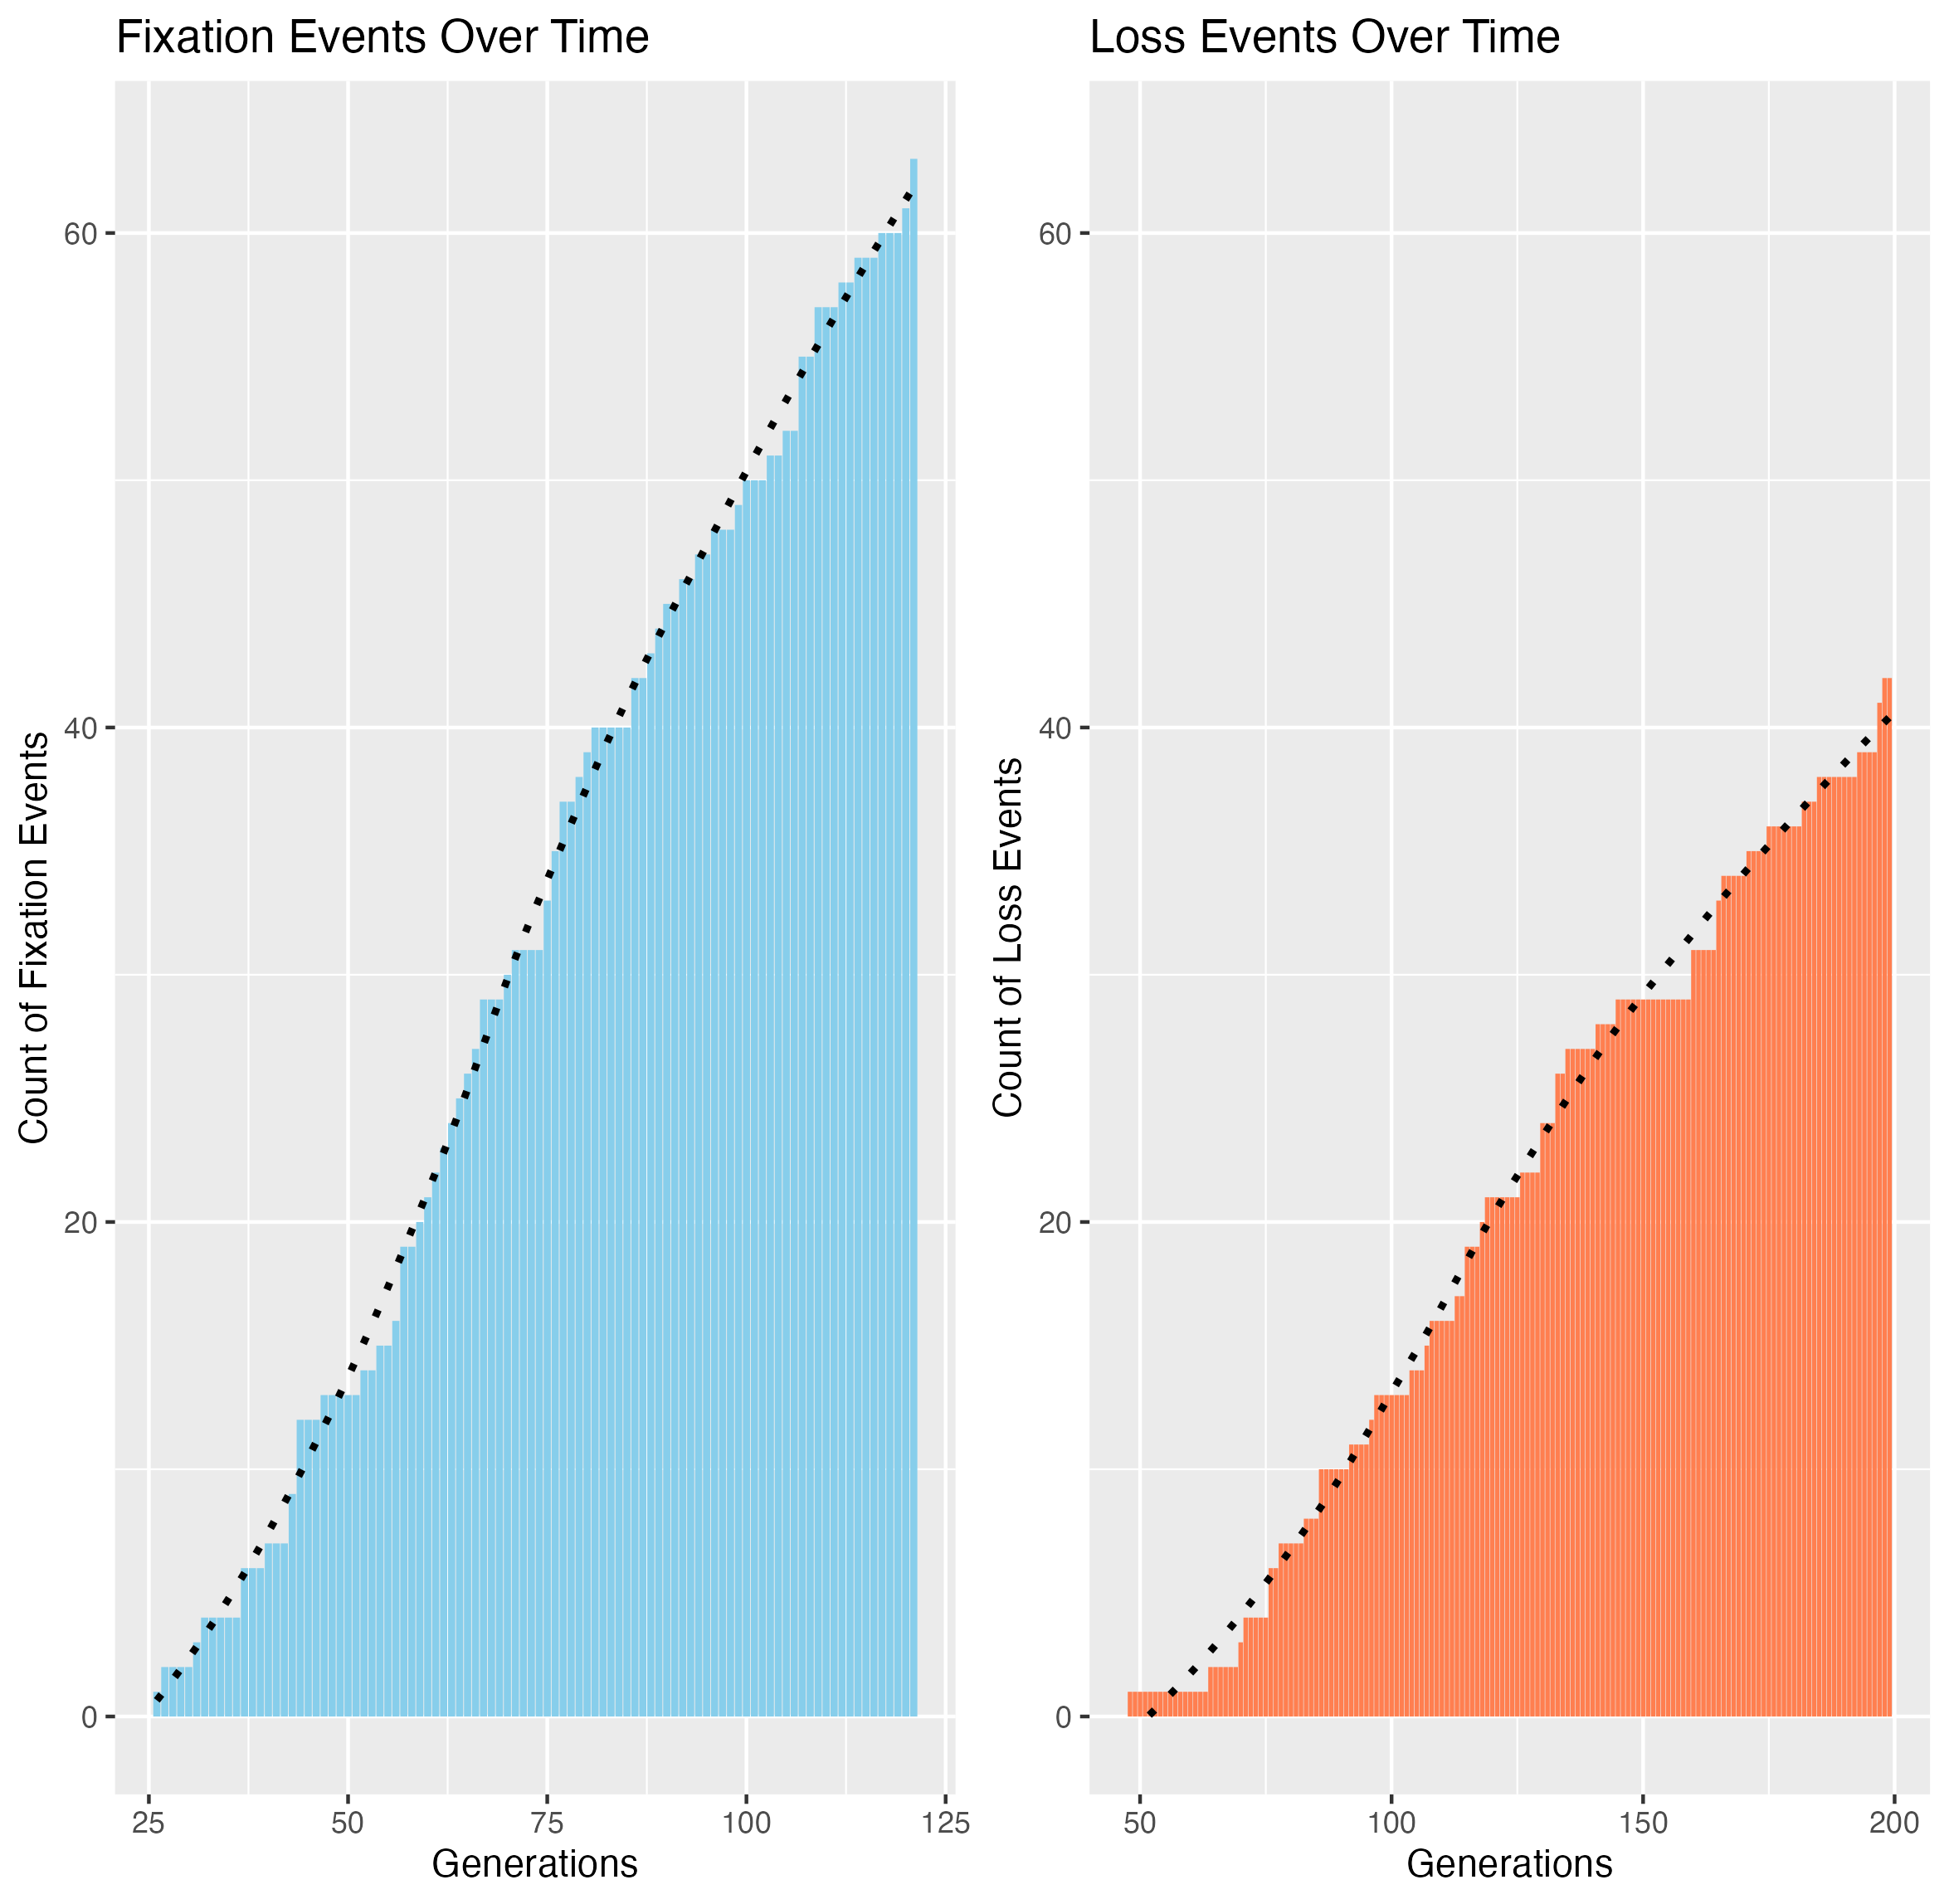 Fixation Events Over Time
Count of Fixation Events
60
40
20
0
25 50 75 100 125
Generations
Loss Events Over Time
Count of Loss Events
60
40
20
0
50 100 150 200
Generations